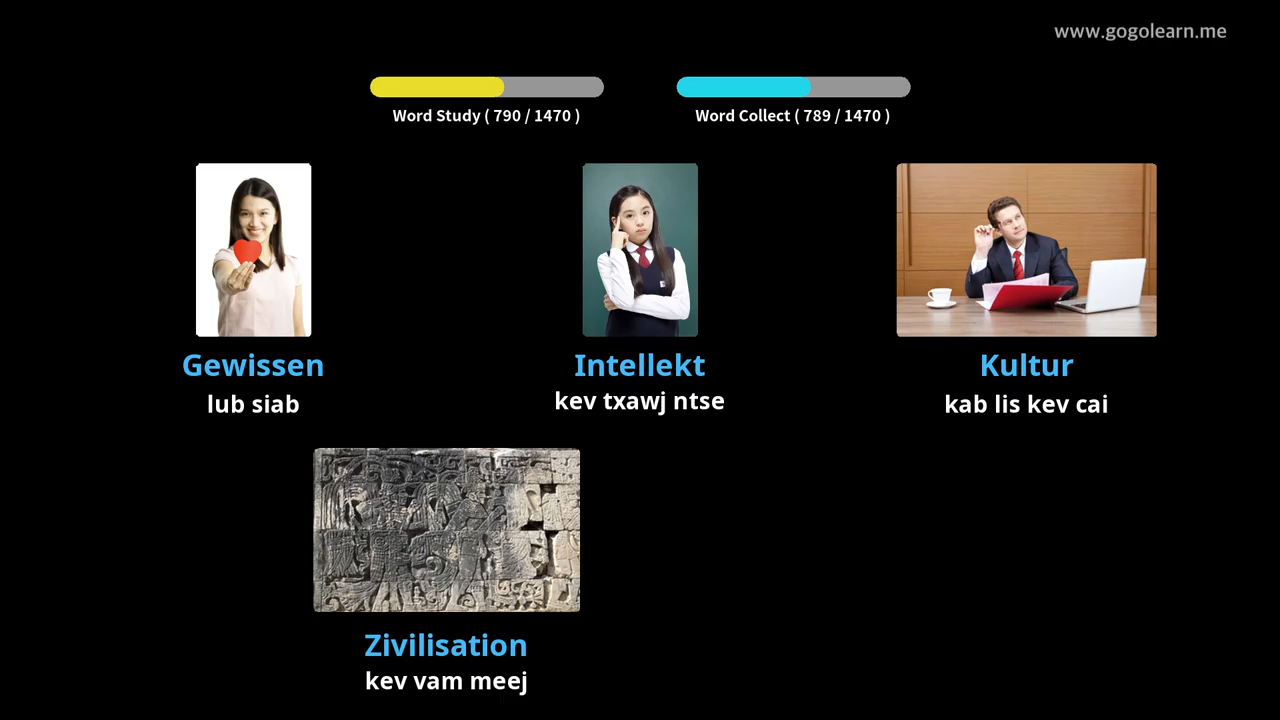 www.gogolearn.me
Word Study ( 790 / 1470 )
Word Collect ( 789 / 1470 )
Gewissen
lub siab
Intellekt
kev txawj ntse
Kultur
kab lis kev cai
Zivilisation
kev vam meej